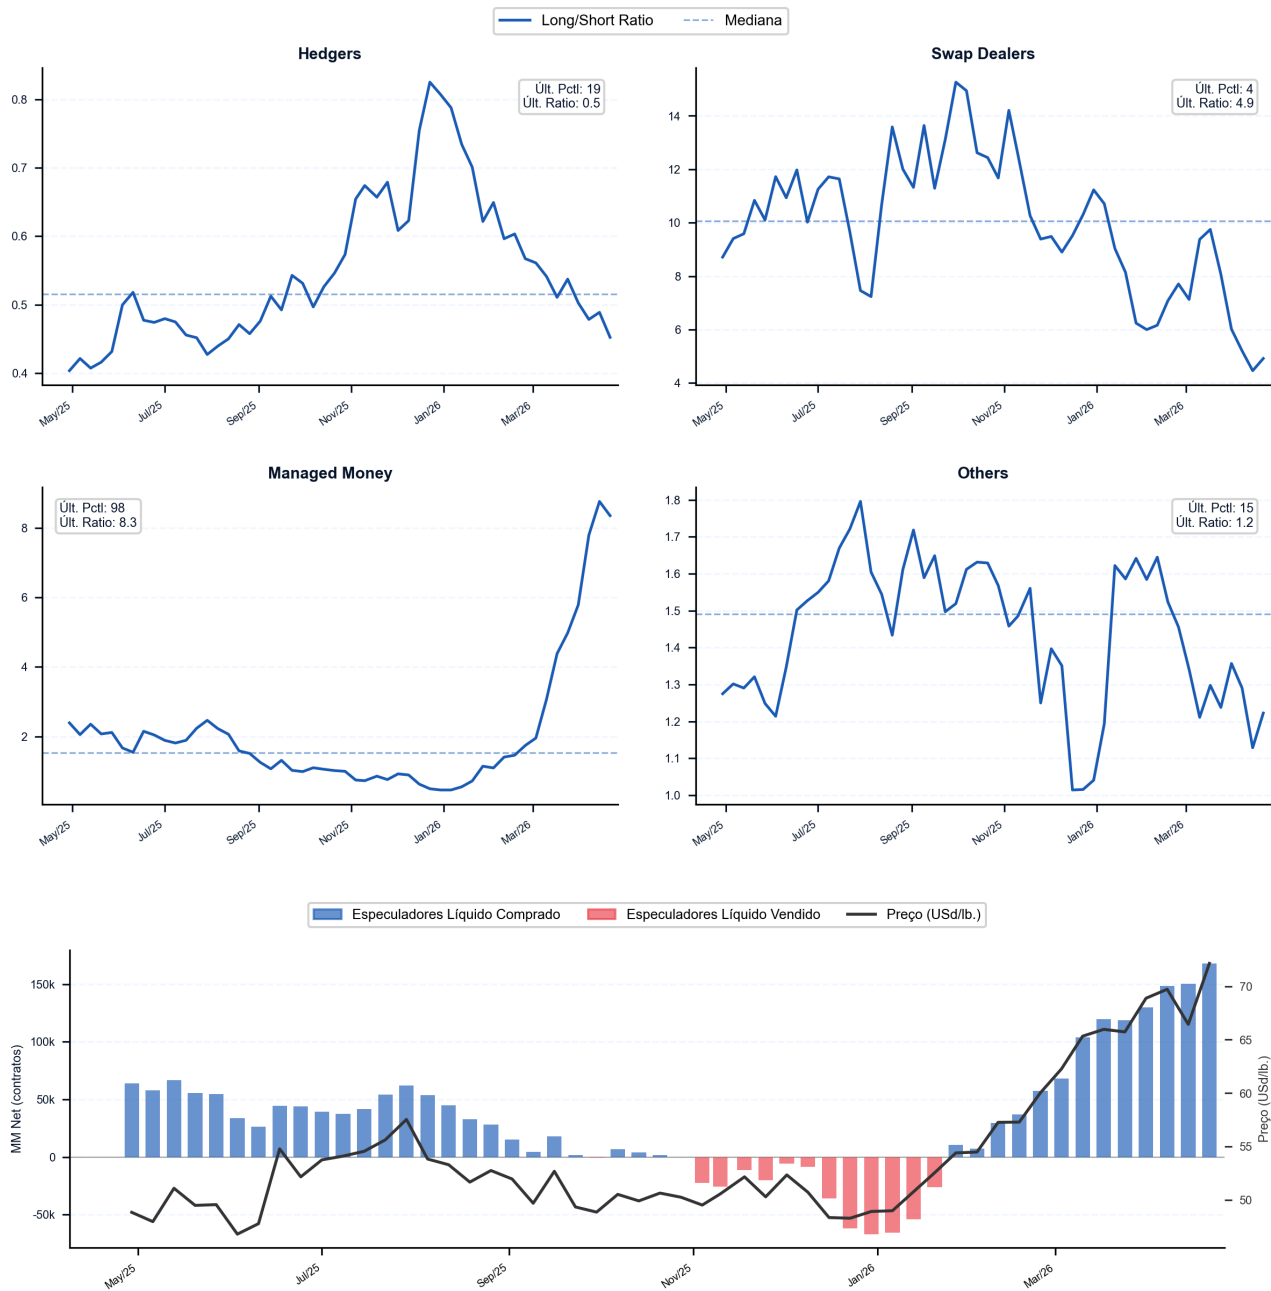 Long/Short Ratio Mediana
Hedgers
Últ. Pctl: 19
Últ. Ratio: 0.5
0.8
0.7
0.6
0.5
0.4
May/25 Jul/25 Sep/25 Nov/25 Jan/26 Mar/26
Swap Dealers
Últ. Pctl: 4
Últ. Ratio: 4.9
14
12
10
8
6
4
May/25 Jul/25 Sep/25 Nov/25 Jan/26 Mar/26
Managed Money
Últ. Pctl: 98
Últ. Ratio: 8.3
8
6
4
2
May/25 Jul/25 Sep/25 Nov/25 Jan/26 Mar/26
Others
Últ. Pctl: 15
Últ. Ratio: 1.2
1.8
1.7
1.6
1.5
1.4
1.3
1.2
1.1
1.0
May/25 Jul/25 Sep/25 Nov/25 Jan/26 Mar/26
Especuladores Líquido Comprado Especuladores Líquido Vendido Preço (USd/lb.)
MM Net (contratos)
150k
100k
50k
0
-50k
70
65
60
55
50
Preço (USd/lb.)
May/25 Jul/25 Sep/25 Nov/25 Jan/26 Mar/26